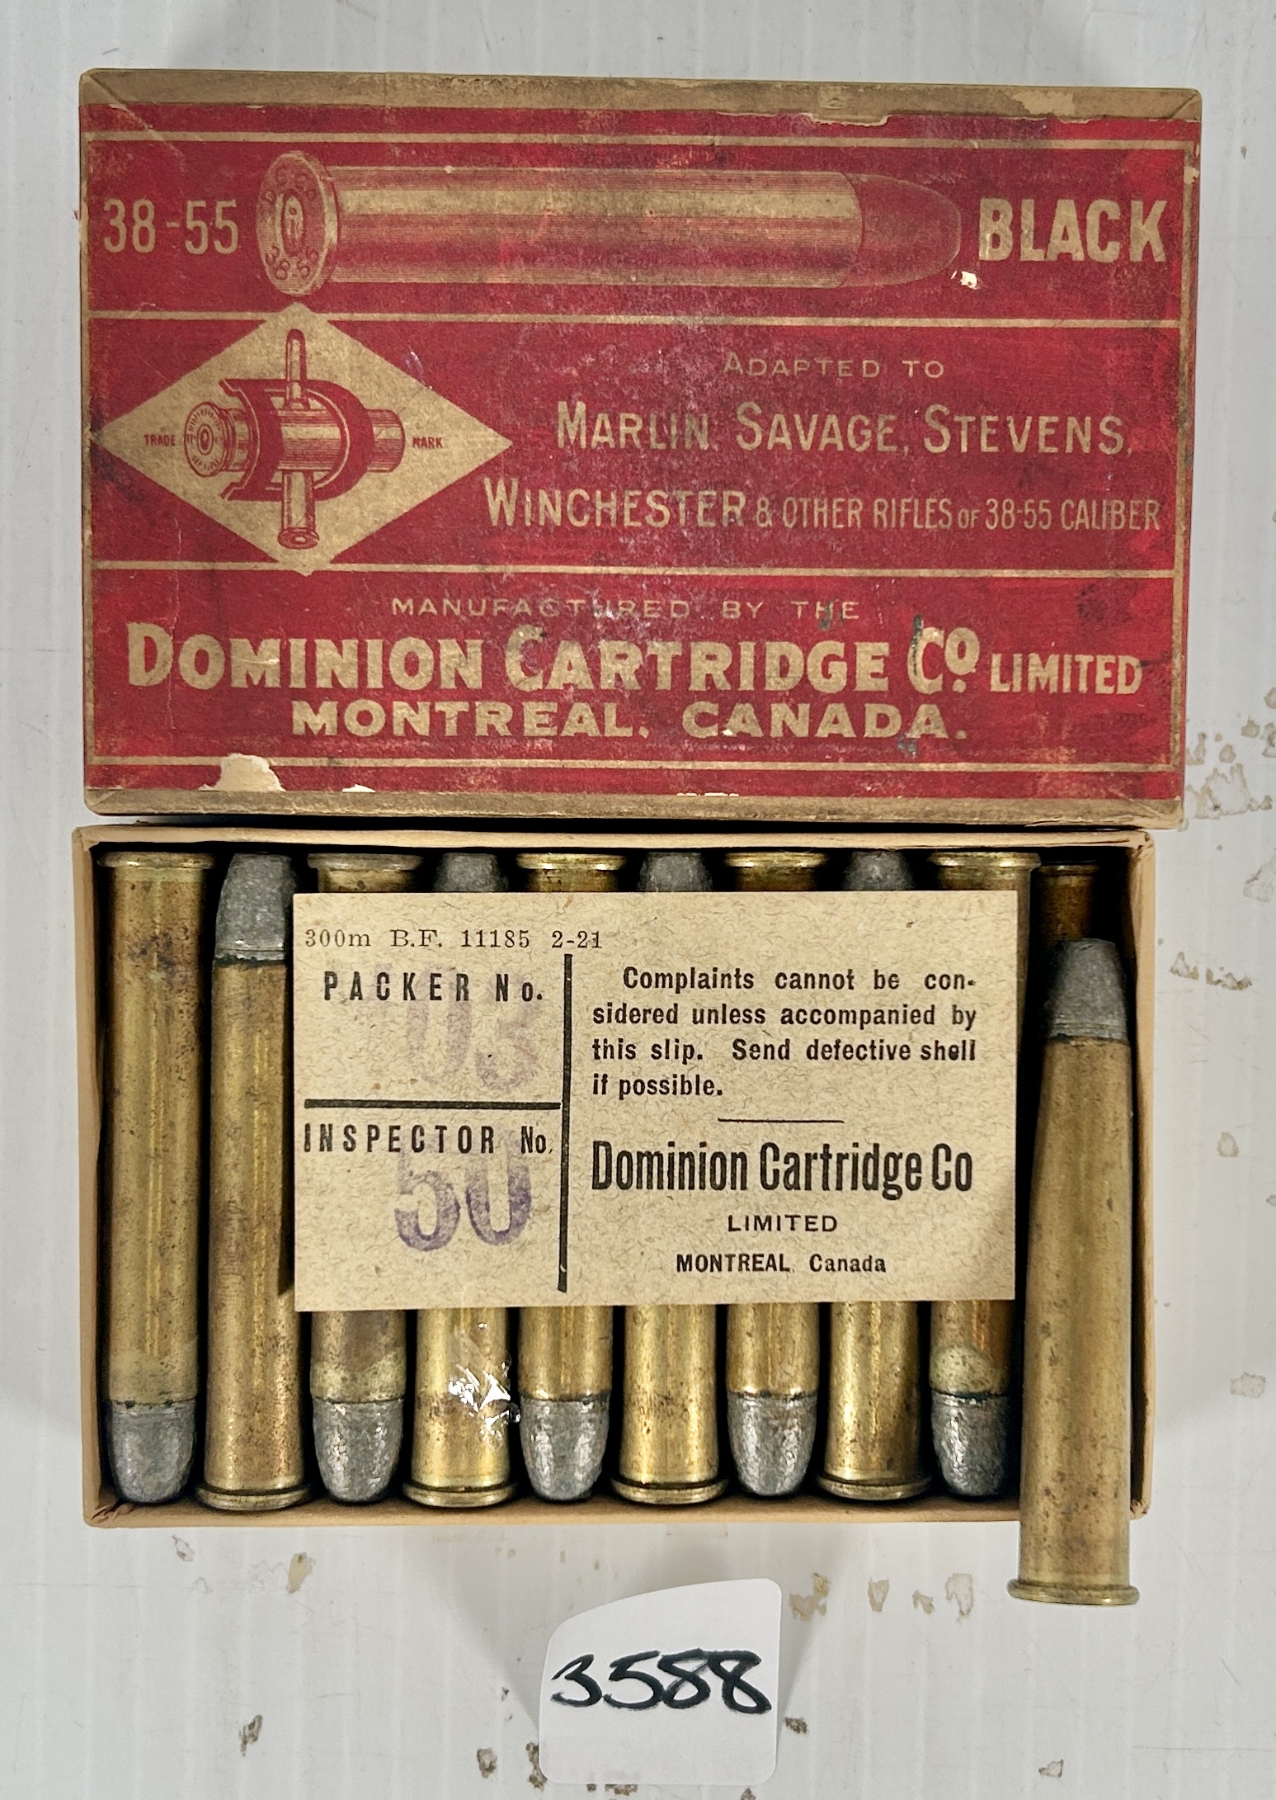 38-55
38-55
BLACK
TRADE MARK
ADAPTED TO
MARLIN, SAVAGE, STEVENS,
WINCHESTER & OTHER RIFLES OF 38-55 CALIBER
MANUFACTURED BY THE
DOMINION CARTRIDGE CO. LIMITED
MONTREAL, CANADA.
300m B.F. 11185 2-21
PACKER No.
03
INSPECTOR No.
50
Complaints cannot be con-
sidered unless accompanied by
this slip. Send defective shell
if possible.
Dominion Cartridge Co
LIMITED
MONTREAL, Canada
3588